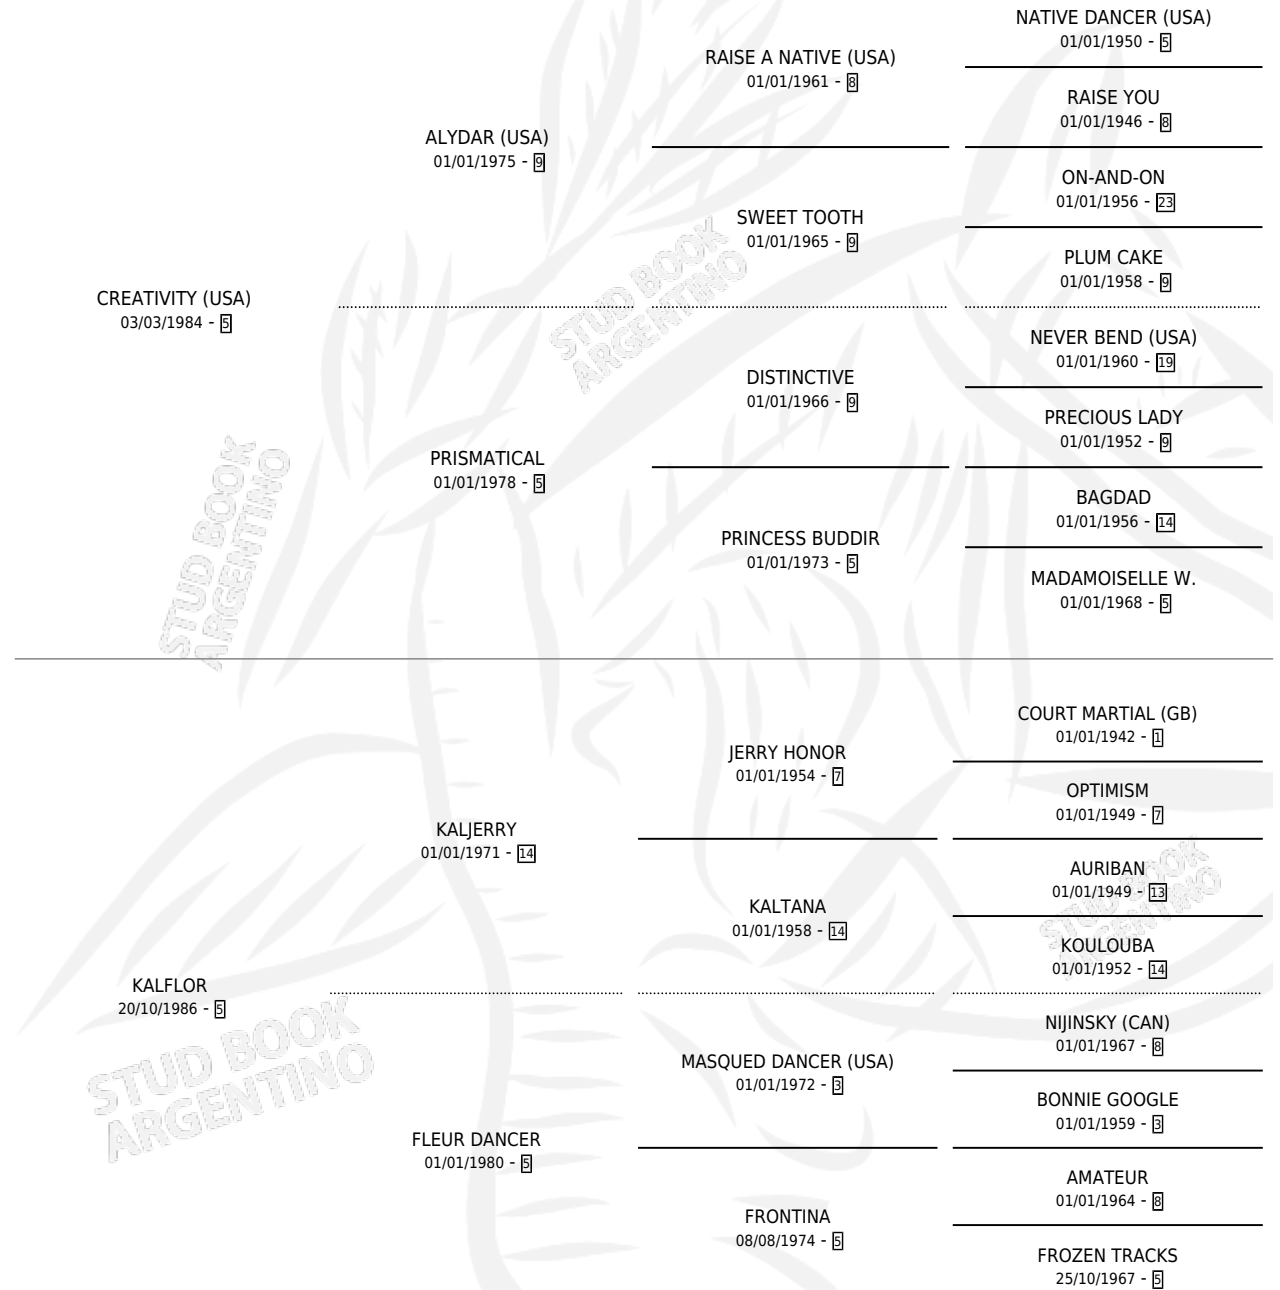 NATIVE DANCER (USA)
01/01/1950 - 5
RAISE A NATIVE (USA)
01/01/1961 - 8
RAISE YOU
01/01/1946 - 8
ALYDAR (USA)
01/01/1975 - 9
ON-AND-ON
01/01/1956 - 23
SWEET TOOTH
01/01/1965 - 9
PLUM CAKE
01/01/1958 - 9
CREATIVITY (USA)
03/03/1984 - 5
NEVER BEND (USA)
01/01/1960 - 19
DISTINCTIVE
01/01/1966 - 9
PRECIOUS LADY
01/01/1952 - 9
PRISMATICAL
01/01/1978 - 5
BAGDAD
01/01/1956 - 14
PRINCESS BUDDIR
01/01/1973 - 5
MADAMOISELLE W.
01/01/1968 - 5
COURT MARTIAL (GB)
01/01/1942 - 1
JERRY HONOR
01/01/1954 - 7
OPTIMISM
01/01/1949 - 7
KALJERRY
01/01/1971 - 14
AURIBAN
01/01/1949 - 13
KALTANA
01/01/1958 - 14
KOULOUBA
01/01/1952 - 14
KALFLOR
20/10/1986 - 5
NIJINSKY (CAN)
01/01/1967 - 8
MASQUED DANCER (USA)
01/01/1972 - 3
BONNIE GOOGLE
01/01/1959 - 3
FLEUR DANCER
01/01/1980 - 5
AMATEUR
01/01/1964 - 8
FRONTINA
08/08/1974 - 5
FROZEN TRACKS
25/10/1967 - 5
STUD BOOK
ARGENTINO
STUD BOOK
ARGENTINO
STUD BOOK
ARGENTINO
STUD BOOK
ARGENTINO